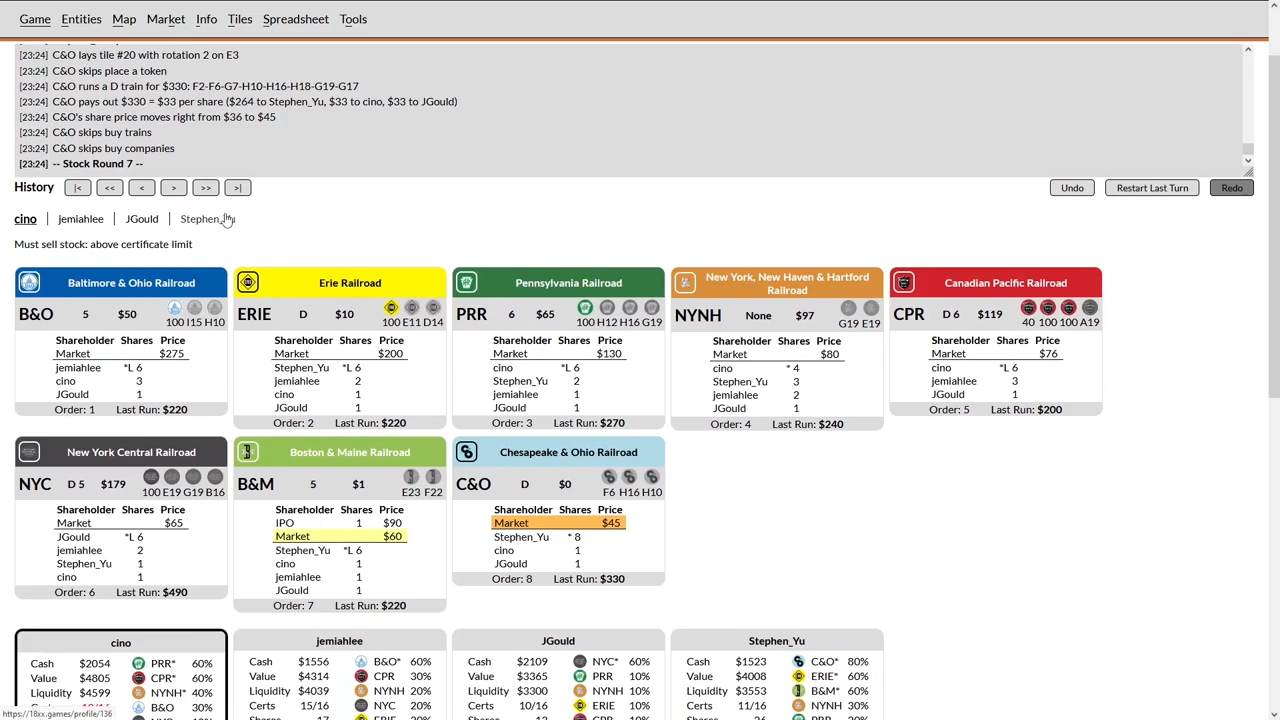 Game Entities Map Market Info Tiles Spreadsheet Tools
[23:24] C&O lays tile #20 with rotation 2 on E3
[23:24] C&O skips place a token
[23:24] C&O runs a D train for $330: F2-F6-G7-H10-H16-H18-G19-G17
[23:24] C&O pays out $330 = $33 per share ($264 to Stephen_Yu, $33 to cino, $33 to JGould)
[23:24] C&O's share price moves right from $36 to $45
[23:24] C&O skips buy trains
[23:24] C&O skips buy companies
[23:24] -- Stock Round 7 --
History |< << < > >> >| Undo Restart Last Turn Redo
cino | jemiahlee | JGould | Stephen_Yu
Must sell stock: above certificate limit
Baltimore & Ohio Railroad
B&O 5 $50
100 I15 H10
Shareholder Shares Price
Market $275
jemiahlee *L 6
cino 3
JGould 1
Order: 1 Last Run: $220
Erie Railroad
ERIE D $10
100 E11 D14
Shareholder Shares Price
Market $200
Stephen_Yu *L 6
jemiahlee 2
cino 1
JGould 1
Order: 2 Last Run: $220
Pennsylvania Railroad
PRR 6 $65
100 H12 H16 G19
Shareholder Shares Price
Market $130
cino *L 6
Stephen_Yu 2
jemiahlee 1
JGould 1
Order: 3 Last Run: $270
New York, New Haven & Hartford
Railroad
NYNH None $97
G19 E19
Shareholder Shares Price
Market $80
cino * 4
Stephen_Yu 3
jemiahlee 2
JGould 1
Order: 4 Last Run: $240
Canadian Pacific Railroad
CPR D 6 $119
40 100 100 A19
Shareholder Shares Price
Market $76
cino *L 6
jemiahlee 3
JGould 1
Order: 5 Last Run: $200
New York Central Railroad
NYC D 5 $179
100 E19 G19 B16
Shareholder Shares Price
Market $65
JGould *L 6
jemiahlee 2
Stephen_Yu 1
cino 1
Order: 6 Last Run: $490
Boston & Maine Railroad
B&M 5 $1
E23 F22
Shareholder Shares Price
IPO 1 $90
Market $60
Stephen_Yu *L 6
cino 1
jemiahlee 1
JGould 1
Order: 7 Last Run: $220
Chesapeake & Ohio Railroad
C&O D $0
F6 H16 H10
Shareholder Shares Price
Market $45
Stephen_Yu * 8
cino 1
JGould 1
Order: 8 Last Run: $330
cino
Cash $2054 PRR* 60%
Value $4805 CPR* 60%
Liquidity $4599 NYNH* 40%
B&O 30%
jemiahlee
Cash $1556 B&O* 60%
Value $4314 CPR 30%
Liquidity $4039 NYNH 20%
Certs 15/16 NYC 20%
JGould
Cash $2109 NYC* 60%
Value $3365 PRR 10%
Liquidity $3300 NYNH 10%
Certs 10/16 ERIE 10%
Stephen_Yu
Cash $1523 C&O* 80%
Value $4008 ERIE* 60%
Liquidity $3553 B&M* 60%
Certs 11/16 NYNH 30%
https://18xx.games/profile/136